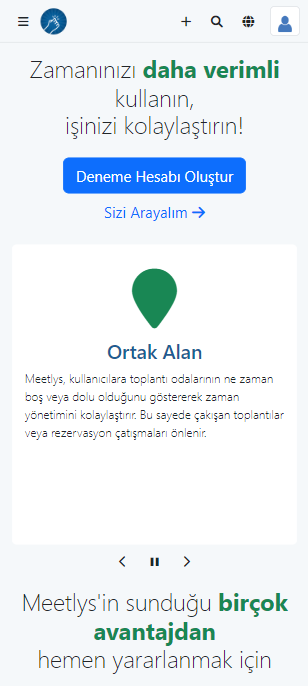 Zamanınızı daha verimli
kullanın,
işinizi kolaylaştırın!
Deneme Hesabı Oluştur
Sizi Arayalım →
Ortak Alan
Meetlys, kullanıcılara toplantı odalarının ne zaman
boş veya dolu olduğunu göstererek zaman
yönetimini kolaylaştırır. Bu sayede çakışan toplantılar
veya rezervasyon çatışmaları önlenir.
Meetlys'in sunduğu birçok
avantajdan
hemen yararlanmak için